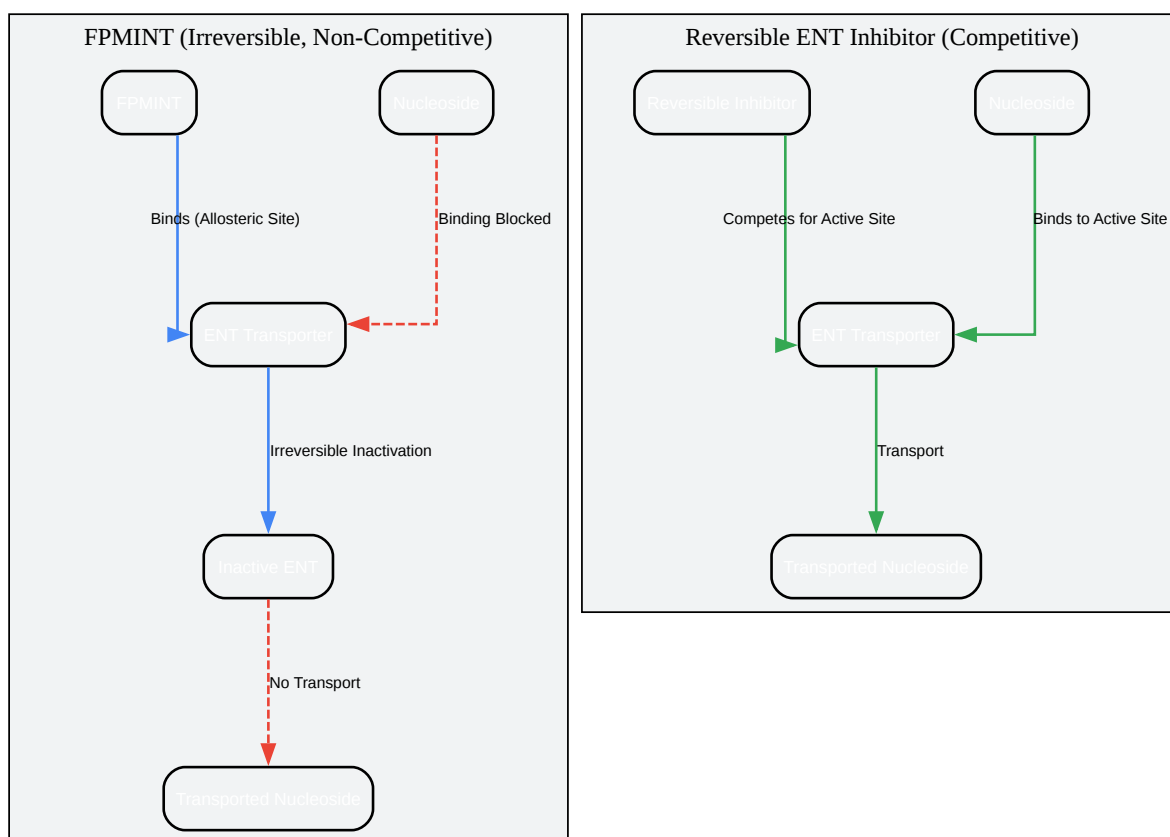 FPMINT (Irreversible, Non-Competitive)
FPMINT
Nucleoside
Binds (Allosteric Site)
Binding Blocked
ENT Transporter
Irreversible Inactivation
Inactive ENT
No Transport
Transported Nucleoside
Reversible ENT Inhibitor (Competitive)
Reversible Inhibitor
Nucleoside
Competes for Active Site
Binds to Active Site
ENT Transporter
Transport
Transported Nucleoside